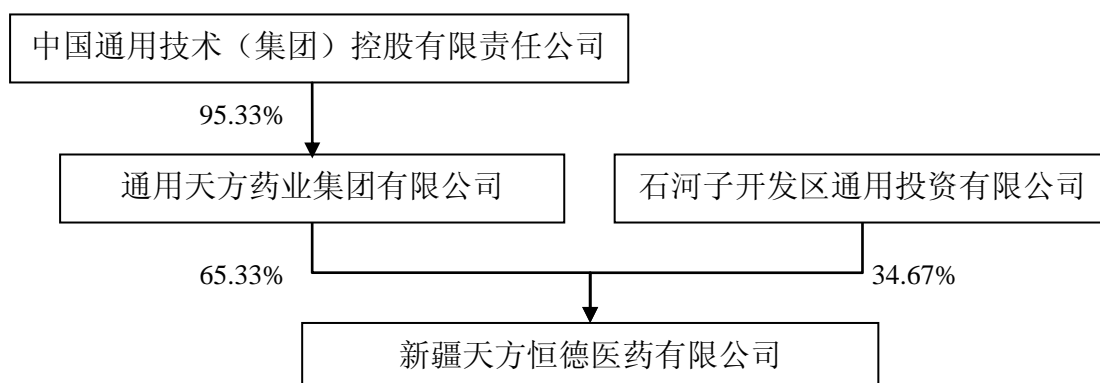 中国通用技术（集团）控股有限责任公司
95.33%
通用天方药业集团有限公司
石河子开发区通用投资有限公司
65.33%
34.67%
新疆天方恒德医药有限公司